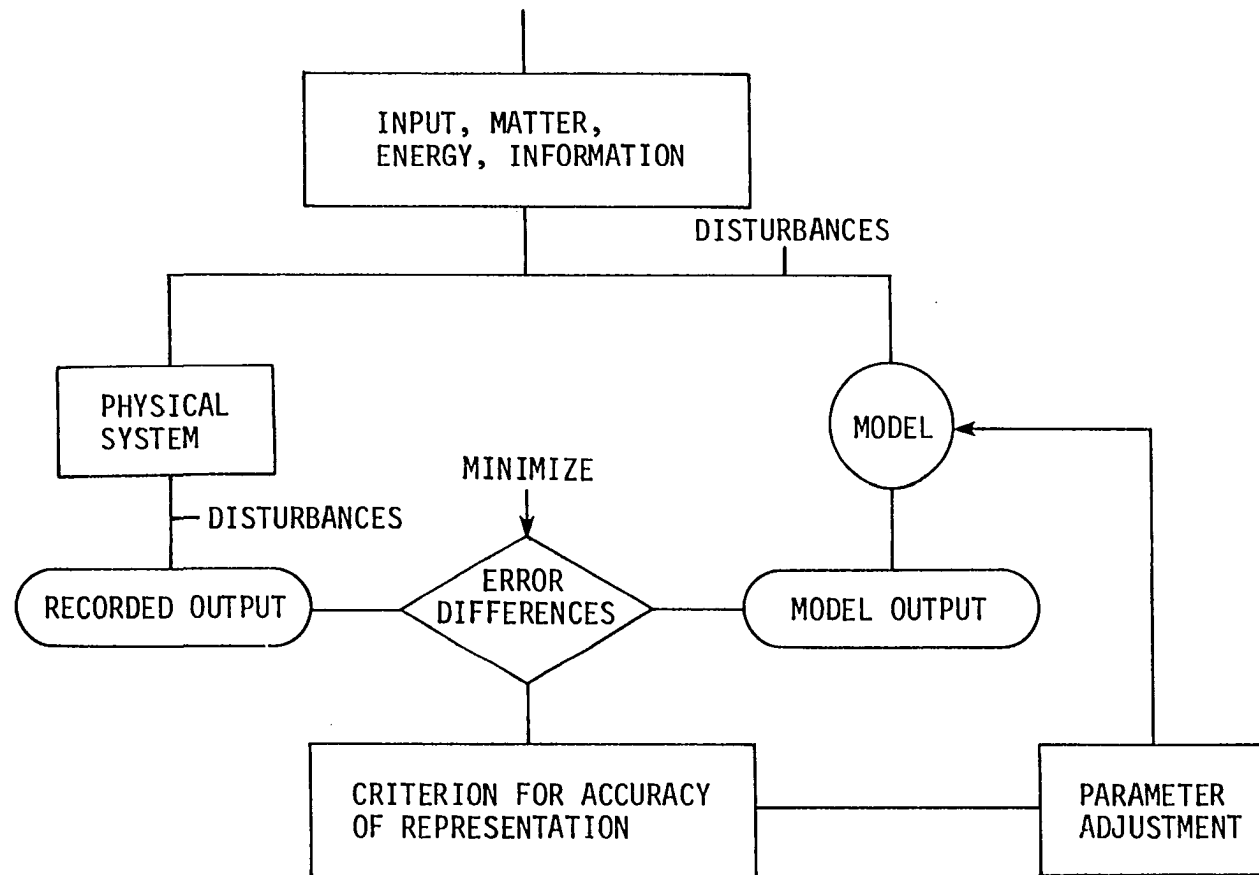 INPUT, MATTER,
ENERGY, INFORMATION
DISTURBANCES
PHYSICAL
SYSTEM
MODEL
MINIMIZE
DISTURBANCES
ERROR
DIFFERENCES
RECORDED OUTPUT
MODEL OUTPUT
CRITERION FOR ACCURACY
OF REPRESENTATION
PARAMETER
ADJUSTMENT